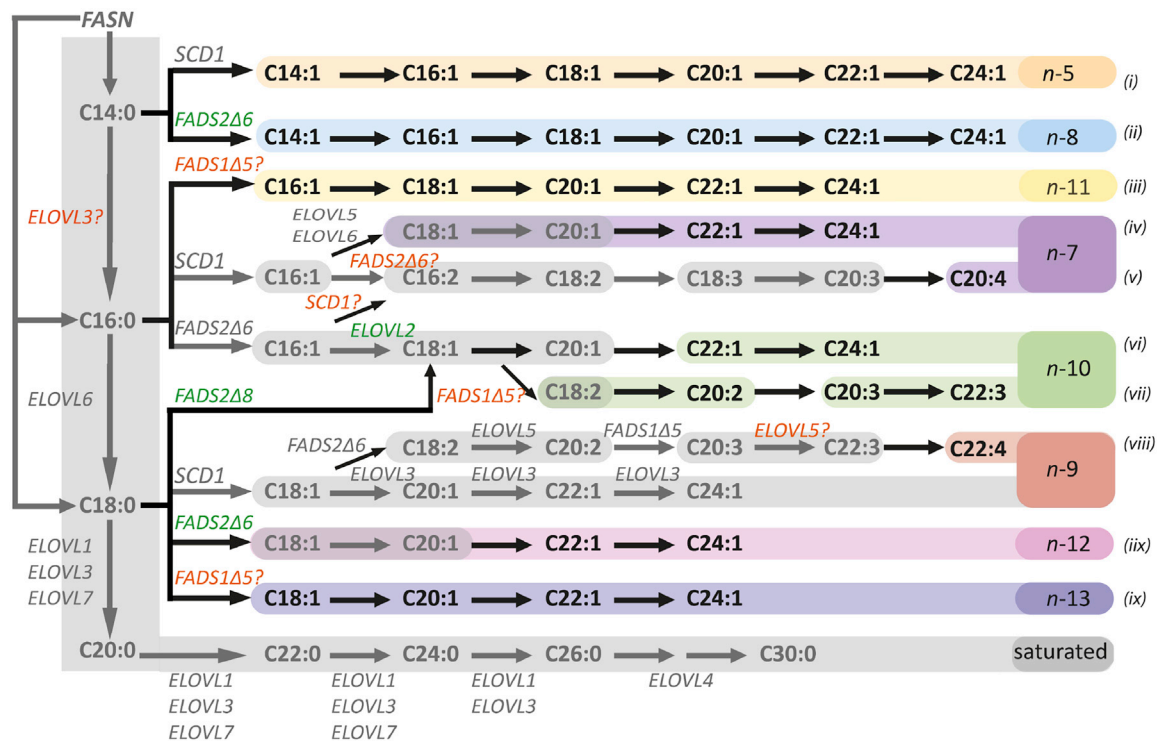 FASN
SCD1
C14:1 C16:1 C18:1 C20:1 C22:1 C24:1 n-5 (i)
C14:0
FADS2Δ6
C14:1 C16:1 C18:1 C20:1 C22:1 C24:1 n-8 (ii)
FADS1Δ5?
C16:1 C18:1 C20:1 C22:1 C24:1 n-11 (iii)
ELOVL3?
ELOVL5
ELOVL6
C18:1 C20:1 C22:1 C24:1 (iv)
n-7
SCD1
FADS2Δ6?
C16:1 C16:2 C18:2 C18:3 C20:3 C20:4 (v)
SCD1?
C16:0
FADS2Δ6
ELOVL2
C16:1 C18:1 C20:1 C22:1 C24:1 (vi)
n-10
ELOVL6
FADS2Δ8
FADS1Δ5?
C18:2 C20:2 C20:3 C22:3 (vii)
FADS2Δ6
ELOVL5 FADS1Δ5 ELOVL5?
C18:2 C20:2 C20:3 C22:3 C22:4 (viii)
n-9
SCD1
ELOVL3 ELOVL3 ELOVL3
C18:1 C20:1 C22:1 C24:1
C18:0
FADS2Δ6
C18:1 C20:1 C22:1 C24:1 n-12 (iix)
ELOVL1
ELOVL3
ELOVL7
FADS1Δ5?
C18:1 C20:1 C22:1 C24:1 n-13 (ix)
C20:0 C22:0 C24:0 C26:0 C30:0 saturated
ELOVL1 ELOVL1 ELOVL1 ELOVL4
ELOVL3 ELOVL3 ELOVL3
ELOVL7 ELOVL7